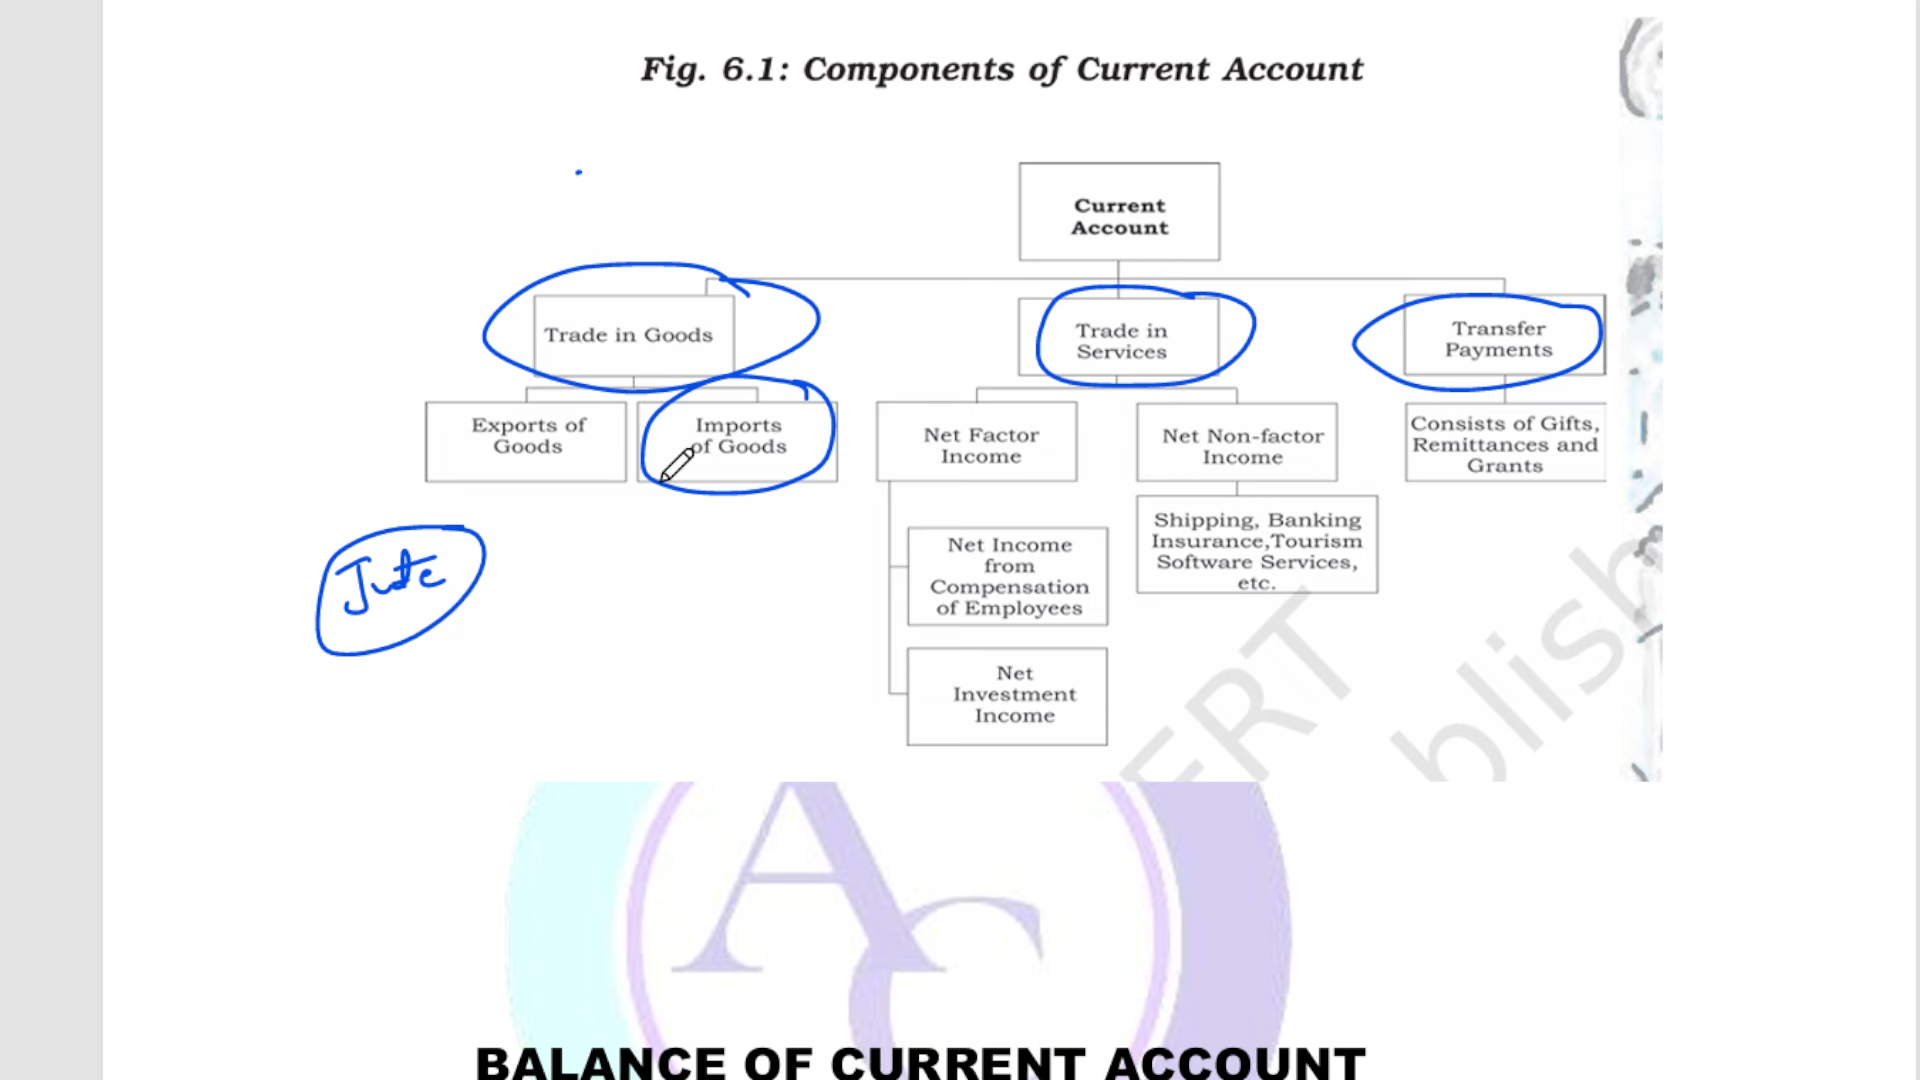 Fig. 6.1: Components of Current Account
Current
Account
Trade in Goods
Trade in
Services
Transfer
Payments
Exports of
Goods
Imports
of Goods
Net Factor
Income
Net Non-factor
Income
Consists of Gifts,
Remittances and
Grants
Shipping, Banking
Insurance,Tourism
Software Services,
etc.
Net Income
from
Compensation
of Employees
Jute
Net
Investment
Income
ERT
blish
AC
BALANCE OF CURRENT ACCOUNT